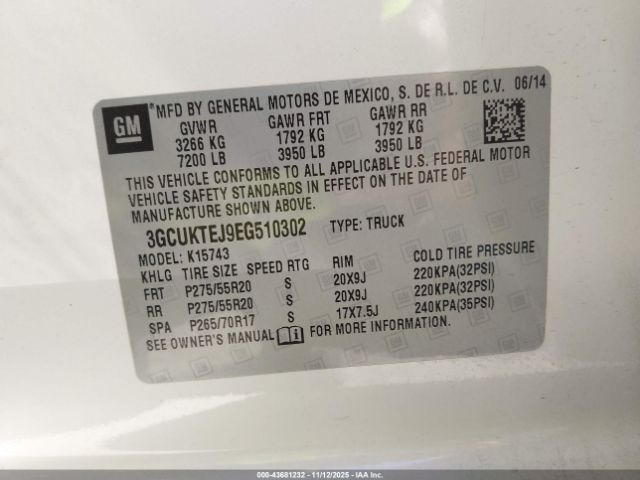 GM
® MFD BY GENERAL MOTORS DE MEXICO, S. DE R.L. DE C.V. 06/14
GVWR GAWR FRT GAWR RR
3266 KG 1792 KG 1792 KG
7200 LB 3950 LB 3950 LB
THIS VEHICLE CONFORMS TO ALL APPLICABLE U.S. FEDERAL MOTOR
VEHICLE SAFETY STANDARDS IN EFFECT ON THE DATE OF
MANUFACTURE SHOWN ABOVE.
3GCUKTEJ9EG510302 TYPE: TRUCK
MODEL: K15743
KHLG TIRE SIZE SPEED RTG RIM COLD TIRE PRESSURE
FRT P275/55R20 S 20X9J 220KPA(32PSI)
RR P275/55R20 S 20X9J 220KPA(32PSI)
SPA P265/70R17 S 17X7.5J 240KPA(35PSI)
SEE OWNER'S MANUAL FOR MORE INFORMATION.
000-43681232 - 11/12/2025 - IAA Inc.